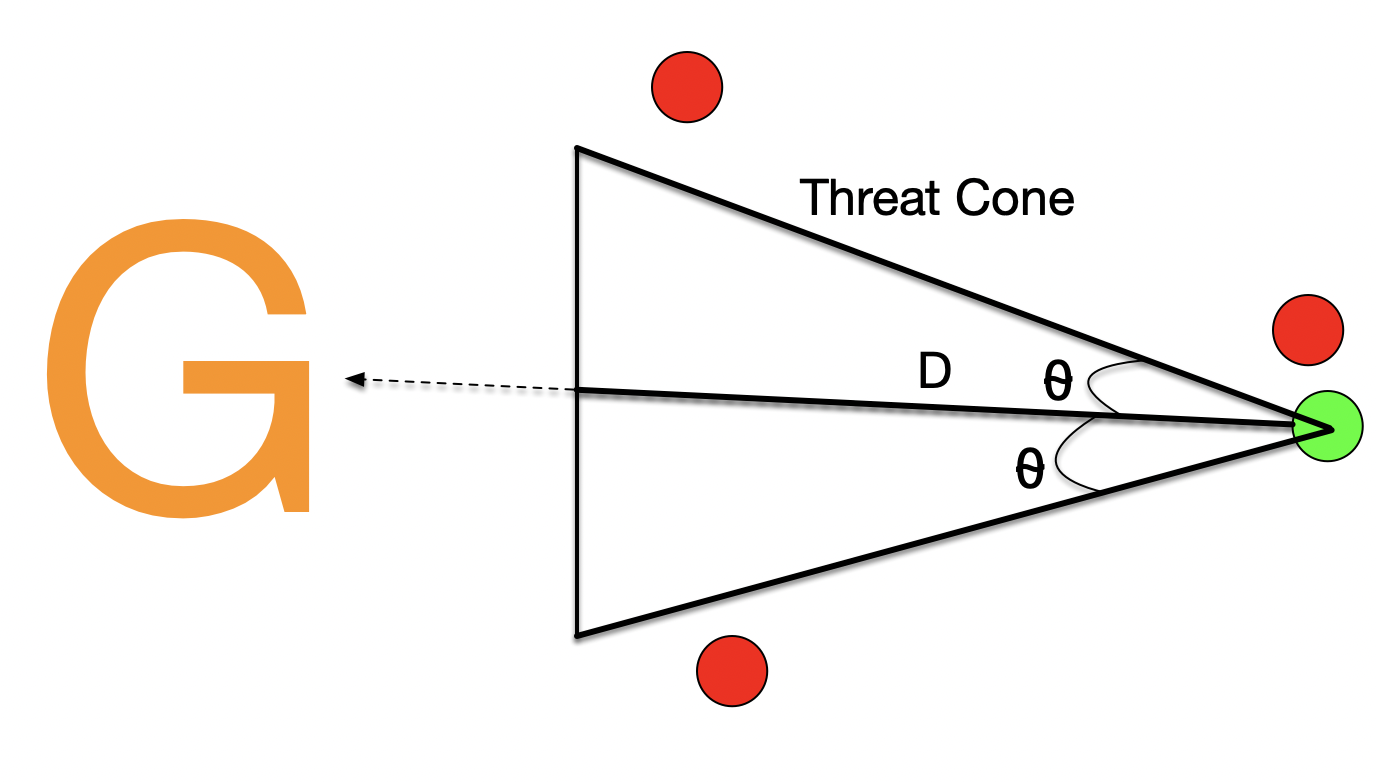 Threat Cone
G
D
θ
θ